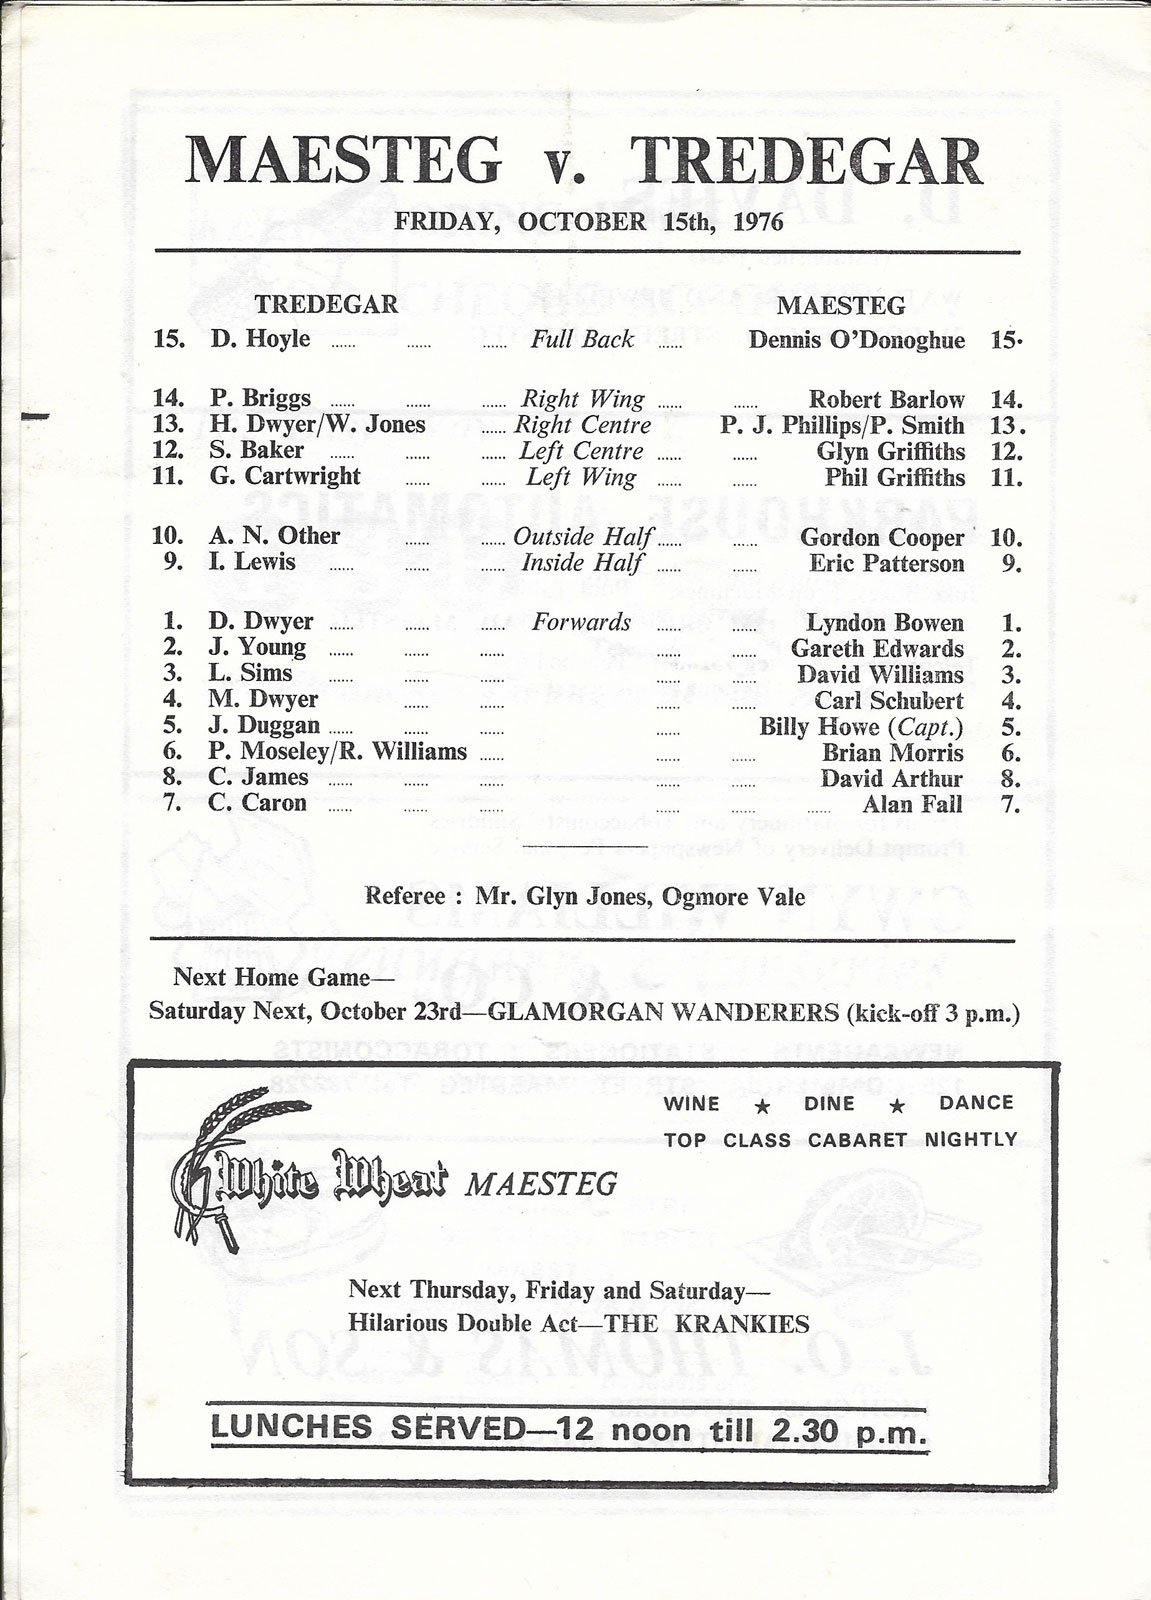 MAESTEG v. TREDEGAR
FRIDAY, OCTOBER 15th, 1976
TREDEGAR MAESTEG
15. D. Hoyle ...... ...... ...... Full Back ...... Dennis O'Donoghue 15.
14. P. Briggs ...... ...... ...... Right Wing ...... ...... Robert Barlow 14.
13. H. Dwyer/W. Jones ...... Right Centre P. J. Phillips/P. Smith 13.
12. S. Baker ...... ...... ...... Left Centre ...... ...... Glyn Griffiths 12.
11. G. Cartwright ...... ...... Left Wing ...... ...... Phil Griffiths 11.
10. A. N. Other ...... ...... Outside Half ...... ...... Gordon Cooper 10.
9. I. Lewis ...... ...... ...... Inside Half ...... ...... Eric Patterson 9.
1. D. Dwyer ...... ...... ...... Forwards ...... ...... Lyndon Bowen 1.
2. J. Young ...... ...... ...... ...... ...... Gareth Edwards 2.
3. L. Sims ...... ...... ...... ...... ...... David Williams 3.
4. M. Dwyer ...... ...... ...... ...... Carl Schubert 4.
5. J. Duggan ...... ...... ...... ...... Billy Howe (Capt.) 5.
6. P. Moseley/R. Williams ...... ...... ...... Brian Morris 6.
8. C. James ...... ...... ...... ...... David Arthur 8.
7. C. Caron ...... ...... ...... ...... ...... ...... Alan Fall 7.
Referee : Mr. Glyn Jones, Ogmore Vale
Next Home Game—
Saturday Next, October 23rd—GLAMORGAN WANDERERS (kick-off 3 p.m.)
WINE ★ DINE ★ DANCE
TOP CLASS CABARET NIGHTLY
White Wheat MAESTEG
Next Thursday, Friday and Saturday—
Hilarious Double Act—THE KRANKIES
LUNCHES SERVED—12 noon till 2.30 p.m.